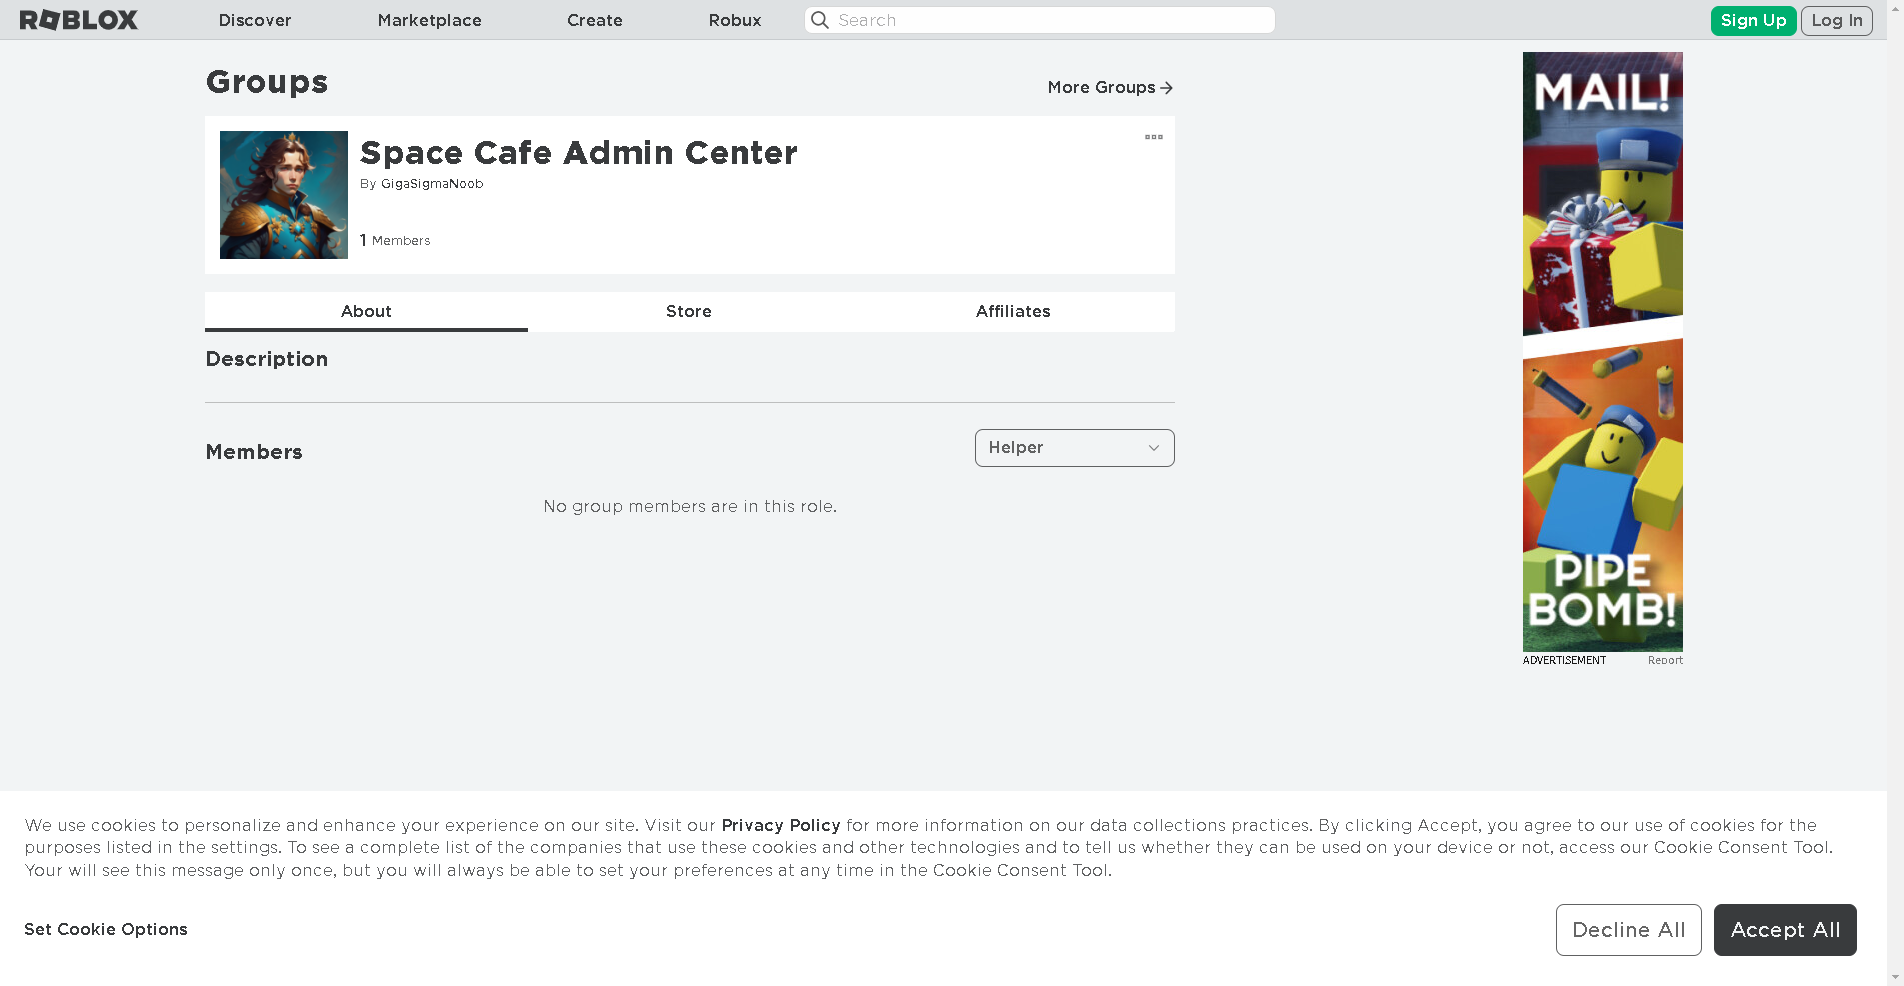 ROBLOX Discover Marketplace Create Robux Search Sign Up Log In
Groups
More Groups
Space Cafe Admin Center
By GigaSigmaNoob
1 Members
About Store Affiliates
Description
Members
Helper
No group members are in this role.
MAIL!
PIPE
BOMB!
ADVERTISEMENT Report
We use cookies to personalize and enhance your experience on our site. Visit our Privacy Policy for more information on our data collections practices. By clicking Accept, you agree to our use of cookies for the
purposes listed in the settings. To see a complete list of the companies that use these cookies and other technologies and to tell us whether they can be used on your device or not, access our Cookie Consent Tool.
Your will see this message only once, but you will always be able to set your preferences at any time in the Cookie Consent Tool.
Set Cookie Options
Decline All
Accept All